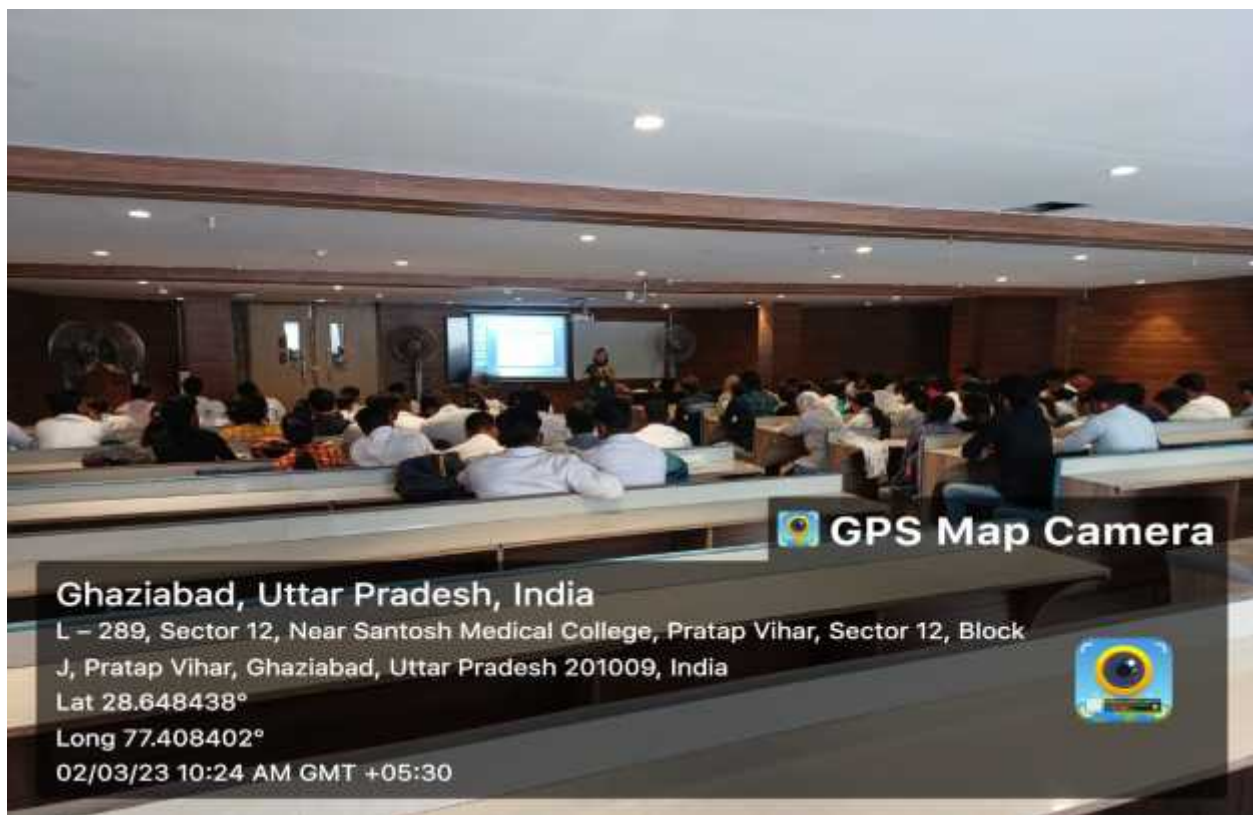 GPS Map Camera
Ghaziabad, Uttar Pradesh, India
L – 289, Sector 12, Near Santosh Medical College, Pratap Vihar, Sector 12, Block
J, Pratap Vihar, Ghaziabad, Uttar Pradesh 201009, India
Lat 28.648438°
Long 77.408402°
02/03/23 10:24 AM GMT +05:30